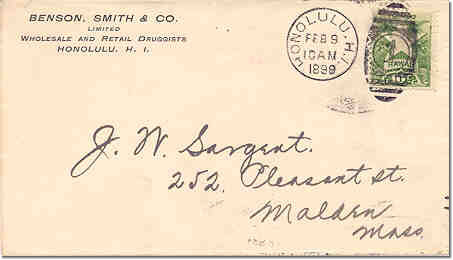 BENSON, SMITH & CO.
LIMITED
WHOLESALE AND RETAIL DRUGGISTS
HONOLULU, H. I.
HONOLULU. H.I.
FEB 9
10 AM
1899
HAWAII
J. W. Sargent.
252. Pleasant St.
Malden
Mass.